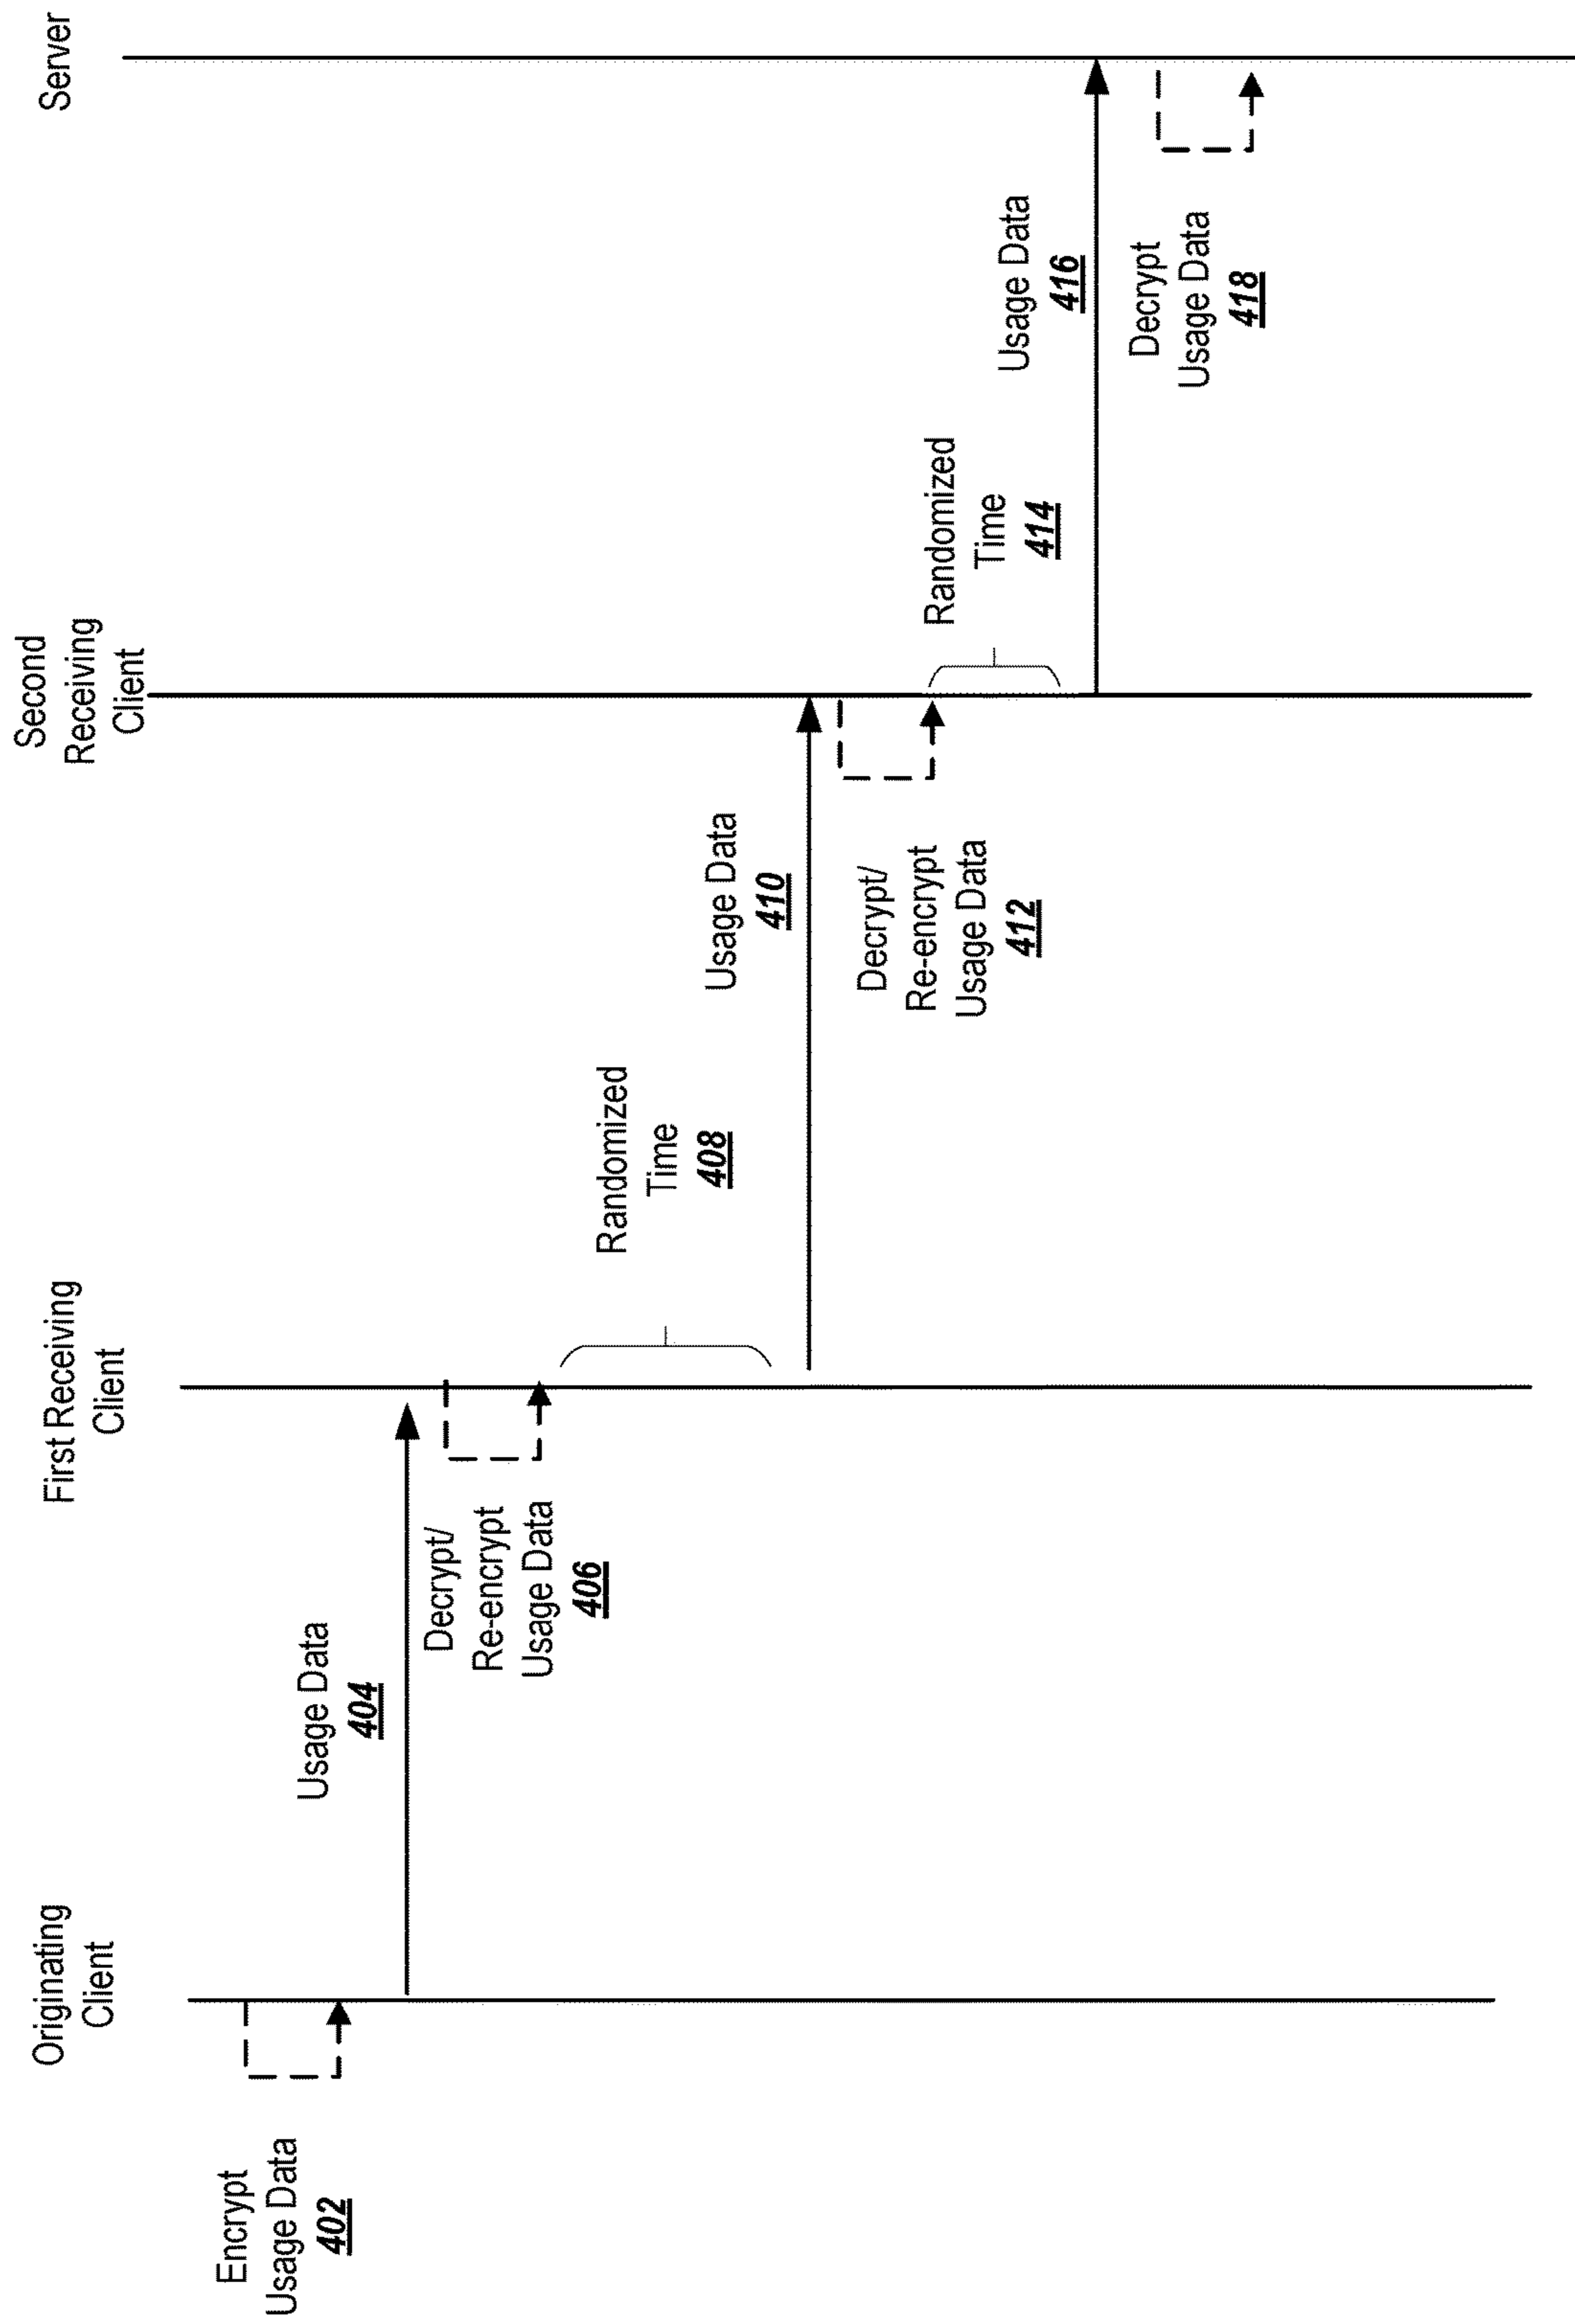 Originating
Client
First Receiving
Client
Second
Receiving
Client
Server
Encrypt
Usage Data
402
Usage Data
404
Decrypt/
Re-encrypt
Usage Data
406
Randomized
Time
408
Usage Data
410
Decrypt/
Re-encrypt
Usage Data
412
Randomized
Time
414
Usage Data
416
Decrypt
Usage Data
418